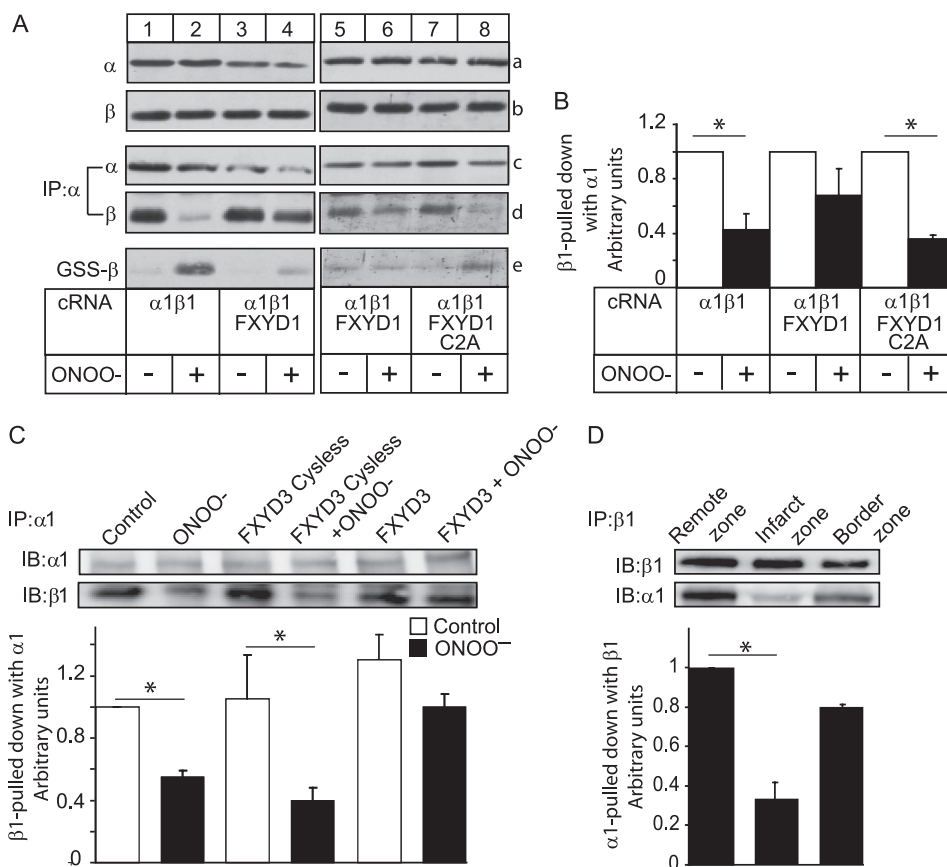 A
1 2 3 4 5 6 7 8
α a
β b
IP:α
α c
β d
GSS-β e
cRNA α1β1 α1β1 FXYD1 α1β1 FXYD1 α1β1 FXYD1 C2A
ONOO- - + - + - + - +
B
β1-pulled down with α1
Arbitrary units
1.2
0.8
0.4
0
* *
α1β1 α1β1 FXYD1 α1β1 FXYD1 C2A
ONOO- - + - + - +
C
IP:α1
Control
ONOO-
FXYD3 Cysless
FXYD3 Cysless +ONOO-
FXYD3
FXYD3 + ONOO-
IB:α1
IB:β1
Control
ONOO–
β1-pulled down with α1
Arbitrary units
1.2
0.8
0.4
0
* *
D
IP:β1
Remote zone
Infarct zone
Border zone
IB:β1
IB:α1
α1-pulled down with β1
Arbitrary units
1
0.8
0.6
0.4
0.2
0
*